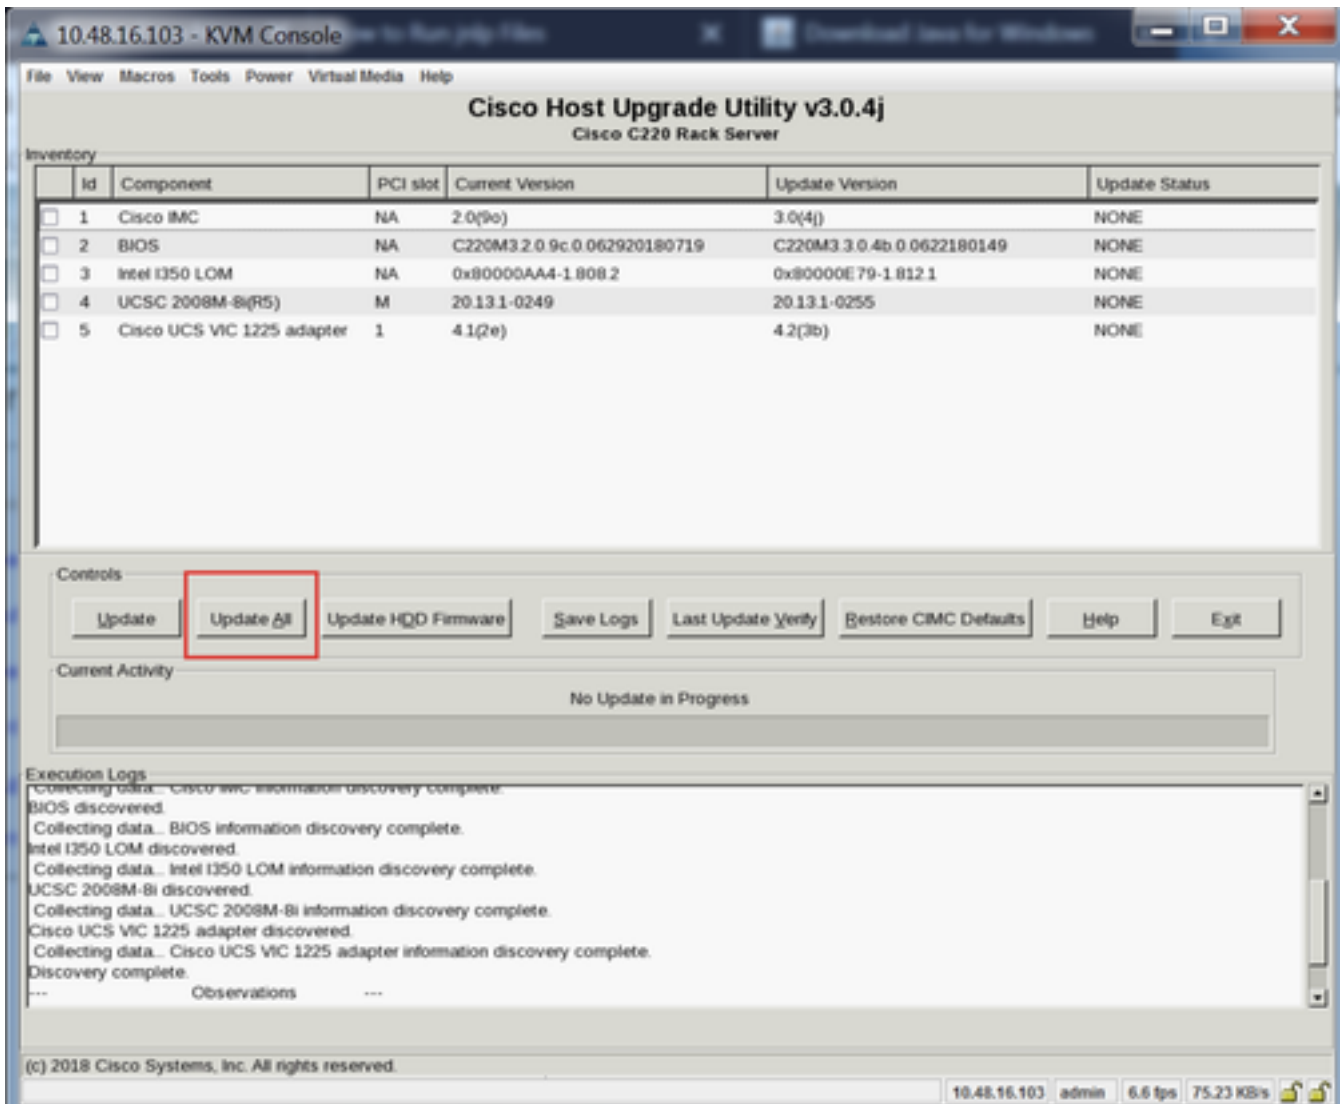 10.48.16.103 - KVM Console
File View Macros Tools Power Virtual Media Help
Cisco Host Upgrade Utility v3.0.4j
Cisco C220 Rack Server
Inventory
Id Component PCI slot Current Version Update Version Update Status
1 Cisco IMC NA 2.0(9o) 3.0(4j) NONE
2 BIOS NA C220M3.2.0.9c.0.062920180719 C220M3.3.0.4b.0.0622180149 NONE
3 Intel I350 LOM NA 0x80000AA4-1.808.2 0x80000E79-1.812.1 NONE
4 UCSC 2008M-8i(R5) M 20.13.1-0249 20.13.1-0255 NONE
5 Cisco UCS VIC 1225 adapter 1 4.1(2e) 4.2(3b) NONE
Controls
Update Update All Update HDD Firmware Save Logs Last Update Verify Restore CIMC Defaults Help Exit
Current Activity
No Update in Progress
Execution Logs
Collecting data... Cisco IMC information discovery complete.
BIOS discovered.
Collecting data... BIOS information discovery complete.
Intel I350 LOM discovered.
Collecting data... Intel I350 LOM information discovery complete.
UCSC 2008M-8i discovered.
Collecting data... UCSC 2008M-8i information discovery complete.
Cisco UCS VIC 1225 adapter discovered.
Collecting data... Cisco UCS VIC 1225 adapter information discovery complete.
Discovery complete.
--- Observations ---
(c) 2018 Cisco Systems, Inc. All rights reserved.
10.48.16.103 admin 6.6 fps 75.23 KB/s